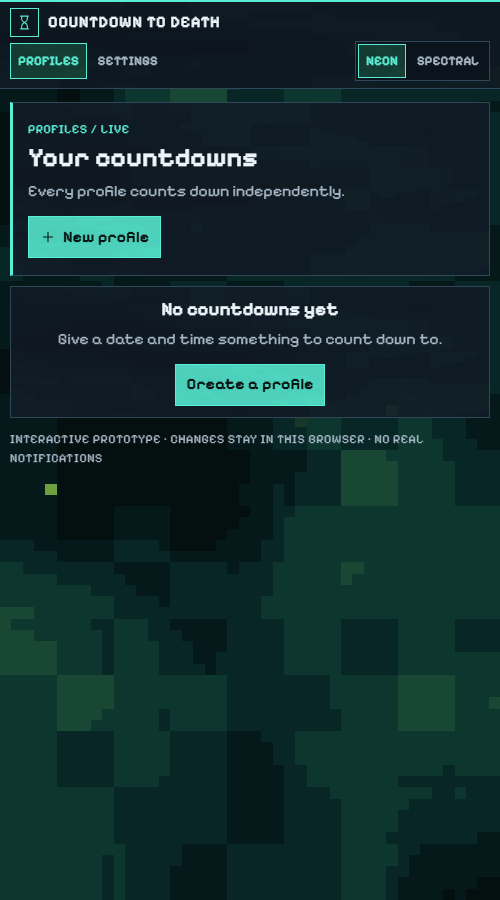 COUNTDOWN TO DEATH
PROFILES SETTINGS NEON SPECTRAL
PROFILES / LIVE
Your countdowns
Every profile counts down independently.
+ New profile
No countdowns yet
Give a date and time something to count down to.
Create a profile
INTERACTIVE PROTOTYPE · CHANGES STAY IN THIS BROWSER · NO REAL
NOTIFICATIONS